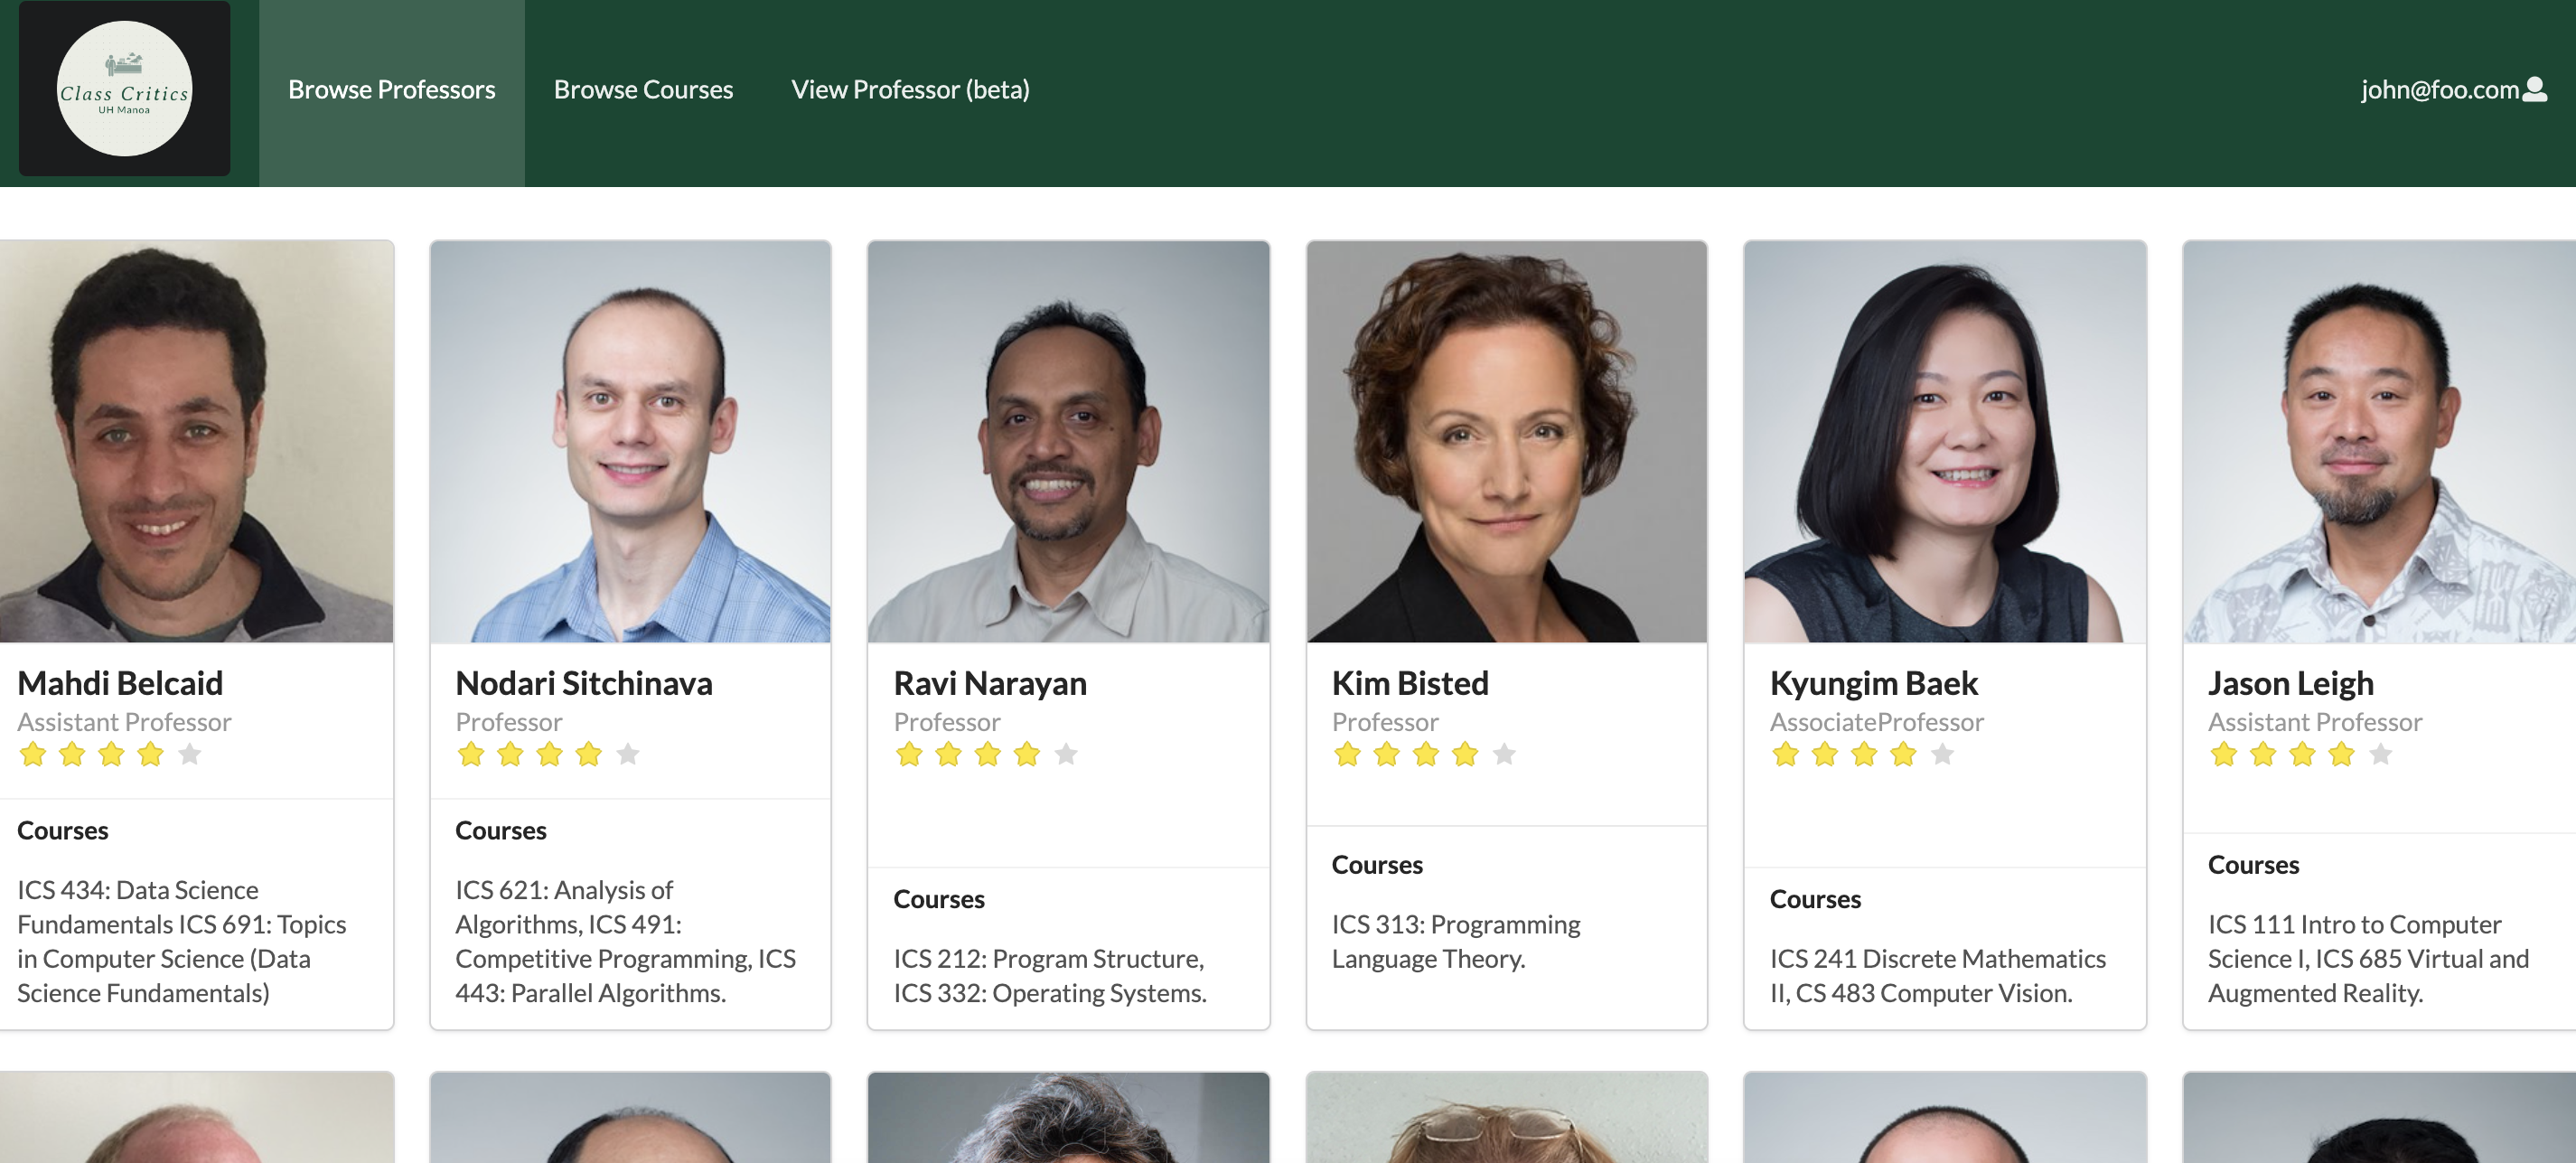 Class Critics
UH Manoa
Browse Professors
Browse Courses
View Professor (beta)
john@foo.com
Mahdi Belcaid
Assistant Professor
Courses
ICS 434: Data Science
Fundamentals ICS 691: Topics
in Computer Science (Data
Science Fundamentals)
Nodari Sitchinava
Professor
Courses
ICS 621: Analysis of
Algorithms, ICS 491:
Competitive Programming, ICS
443: Parallel Algorithms.
Ravi Narayan
Professor
Courses
ICS 212: Program Structure,
ICS 332: Operating Systems.
Kim Bisted
Professor
Courses
ICS 313: Programming
Language Theory.
Kyungim Baek
AssociateProfessor
Courses
ICS 241 Discrete Mathematics
II, CS 483 Computer Vision.
Jason Leigh
Assistant Professor
Courses
ICS 111 Intro to Computer
Science I, ICS 685 Virtual and
Augmented Reality.